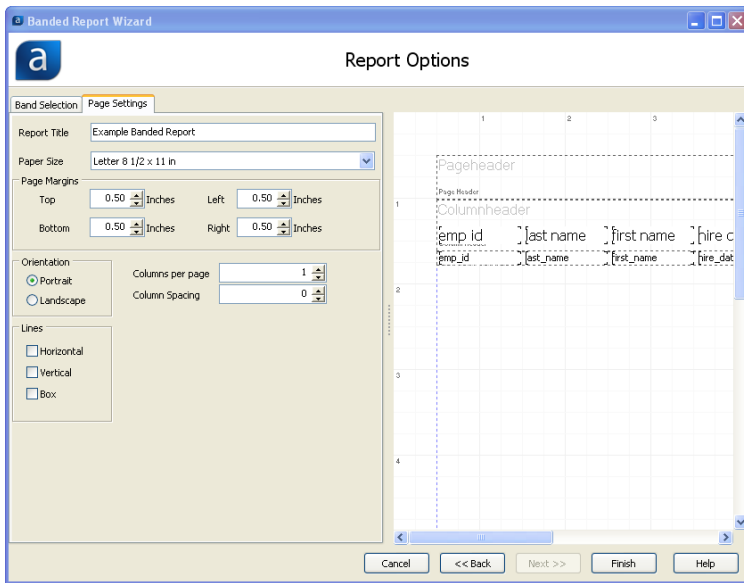 a Banded Report Wizard
a
Report Options
Band Selection Page Settings
Report Title Example Banded Report
Paper Size Letter 8 1/2 x 11 in
Page Margins
Top 0.50 Inches Left 0.50 Inches
Bottom 0.50 Inches Right 0.50 Inches
Orientation
Portrait
Landscape
Columns per page 1
Column Spacing 0
Lines
Horizontal
Vertical
Box
1 2 3
Pageheader
Page Header
1
Columnheader
emp id last name first name hire c
emp_id last_name first_name hire_dat
2
3
4
Cancel << Back Next >> Finish Help